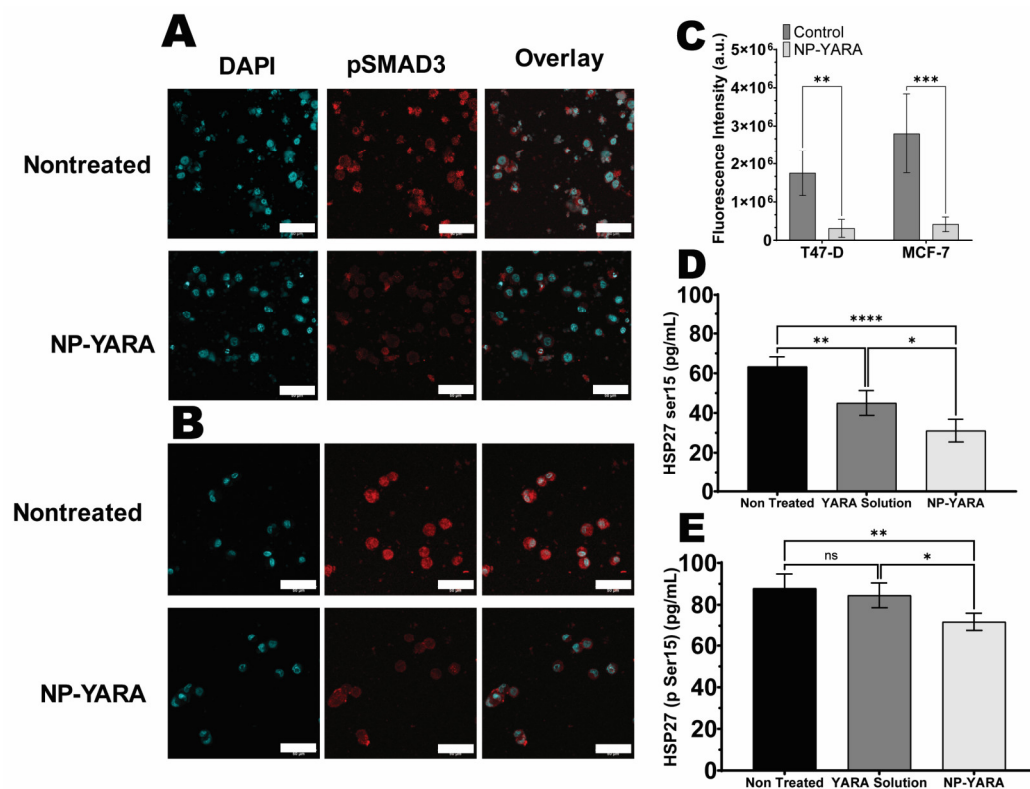 A
DAPI pSMAD3 Overlay
Nontreated
NP-YARA
B
Nontreated
NP-YARA
C
Control
NP-YARA
Fluorescence Intensity (a.u.)
5×10⁶
4×10⁶
3×10⁶
2×10⁶
1×10⁶
0
** ***
T47-D MCF-7
D
HSP27 ser15 (pg/mL)
100
80
60
40
20
0
****
** *
Non Treated YARA Solution NP-YARA
E
HSP27 (p Ser15) (pg/mL)
100
80
60
40
20
0
**
ns *
Non Treated YARA Solution NP-YARA